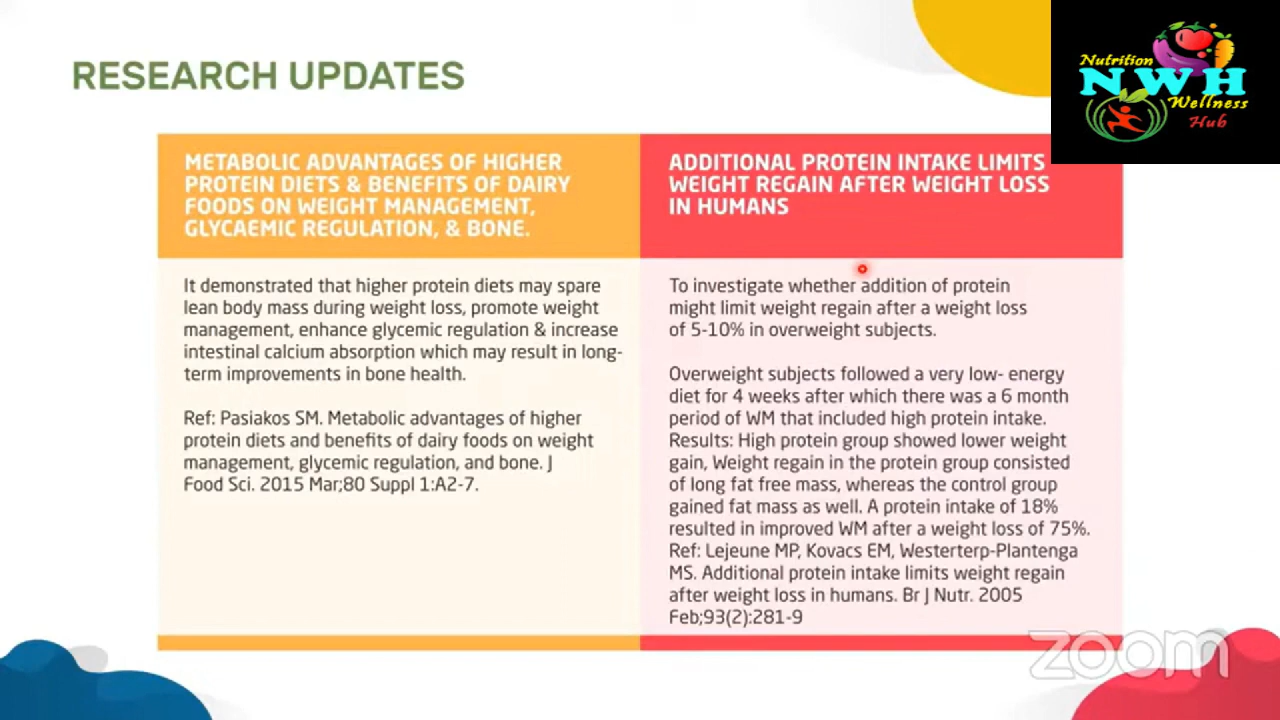 RESEARCH UPDATES
Nutrition
NWH
Wellness
Hub
METABOLIC ADVANTAGES OF HIGHER
PROTEIN DIETS & BENEFITS OF DAIRY
FOODS ON WEIGHT MANAGEMENT,
GLYCAEMIC REGULATION, & BONE.
It demonstrated that higher protein diets may spare
lean body mass during weight loss, promote weight
management, enhance glycemic regulation & increase
intestinal calcium absorption which may result in long-
term improvements in bone health.
Ref: Pasiakos SM. Metabolic advantages of higher
protein diets and benefits of dairy foods on weight
management, glycemic regulation, and bone. J
Food Sci. 2015 Mar;80 Suppl 1:A2-7.
ADDITIONAL PROTEIN INTAKE LIMITS
WEIGHT REGAIN AFTER WEIGHT LOSS
IN HUMANS
To investigate whether addition of protein
might limit weight regain after a weight loss
of 5-10% in overweight subjects.
Overweight subjects followed a very low- energy
diet for 4 weeks after which there was a 6 month
period of WM that included high protein intake.
Results: High protein group showed lower weight
gain, Weight regain in the protein group consisted
of long fat free mass, whereas the control group
gained fat mass as well. A protein intake of 18%
resulted in improved WM after a weight loss of 75%.
Ref: Lejeune MP, Kovacs EM, Westerterp-Plantenga
MS. Additional protein intake limits weight regain
after weight loss in humans. Br J Nutr. 2005
Feb;93(2):281-9
zoom